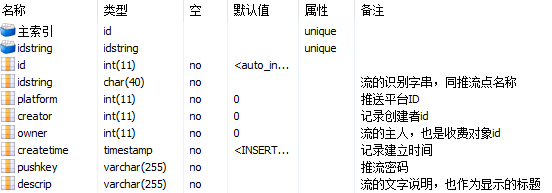 名称 类型 空 默认值 属性 备注
主索引 id unique
idstring idstring unique
id int(11) no <auto_in...
idstring char(40) no 流的识别字串，同推流点名称
platform int(11) no 0 推送平台ID
creator int(11) no 0 记录创建者id
owner int(11) no 0 流的主人，也是收费对象id
createtime timestamp no <INSERT... 记录建立时间
pushkey varchar(255) no 推流密码
descrip varchar(255) no 流的文字说明，也作为显示的标题